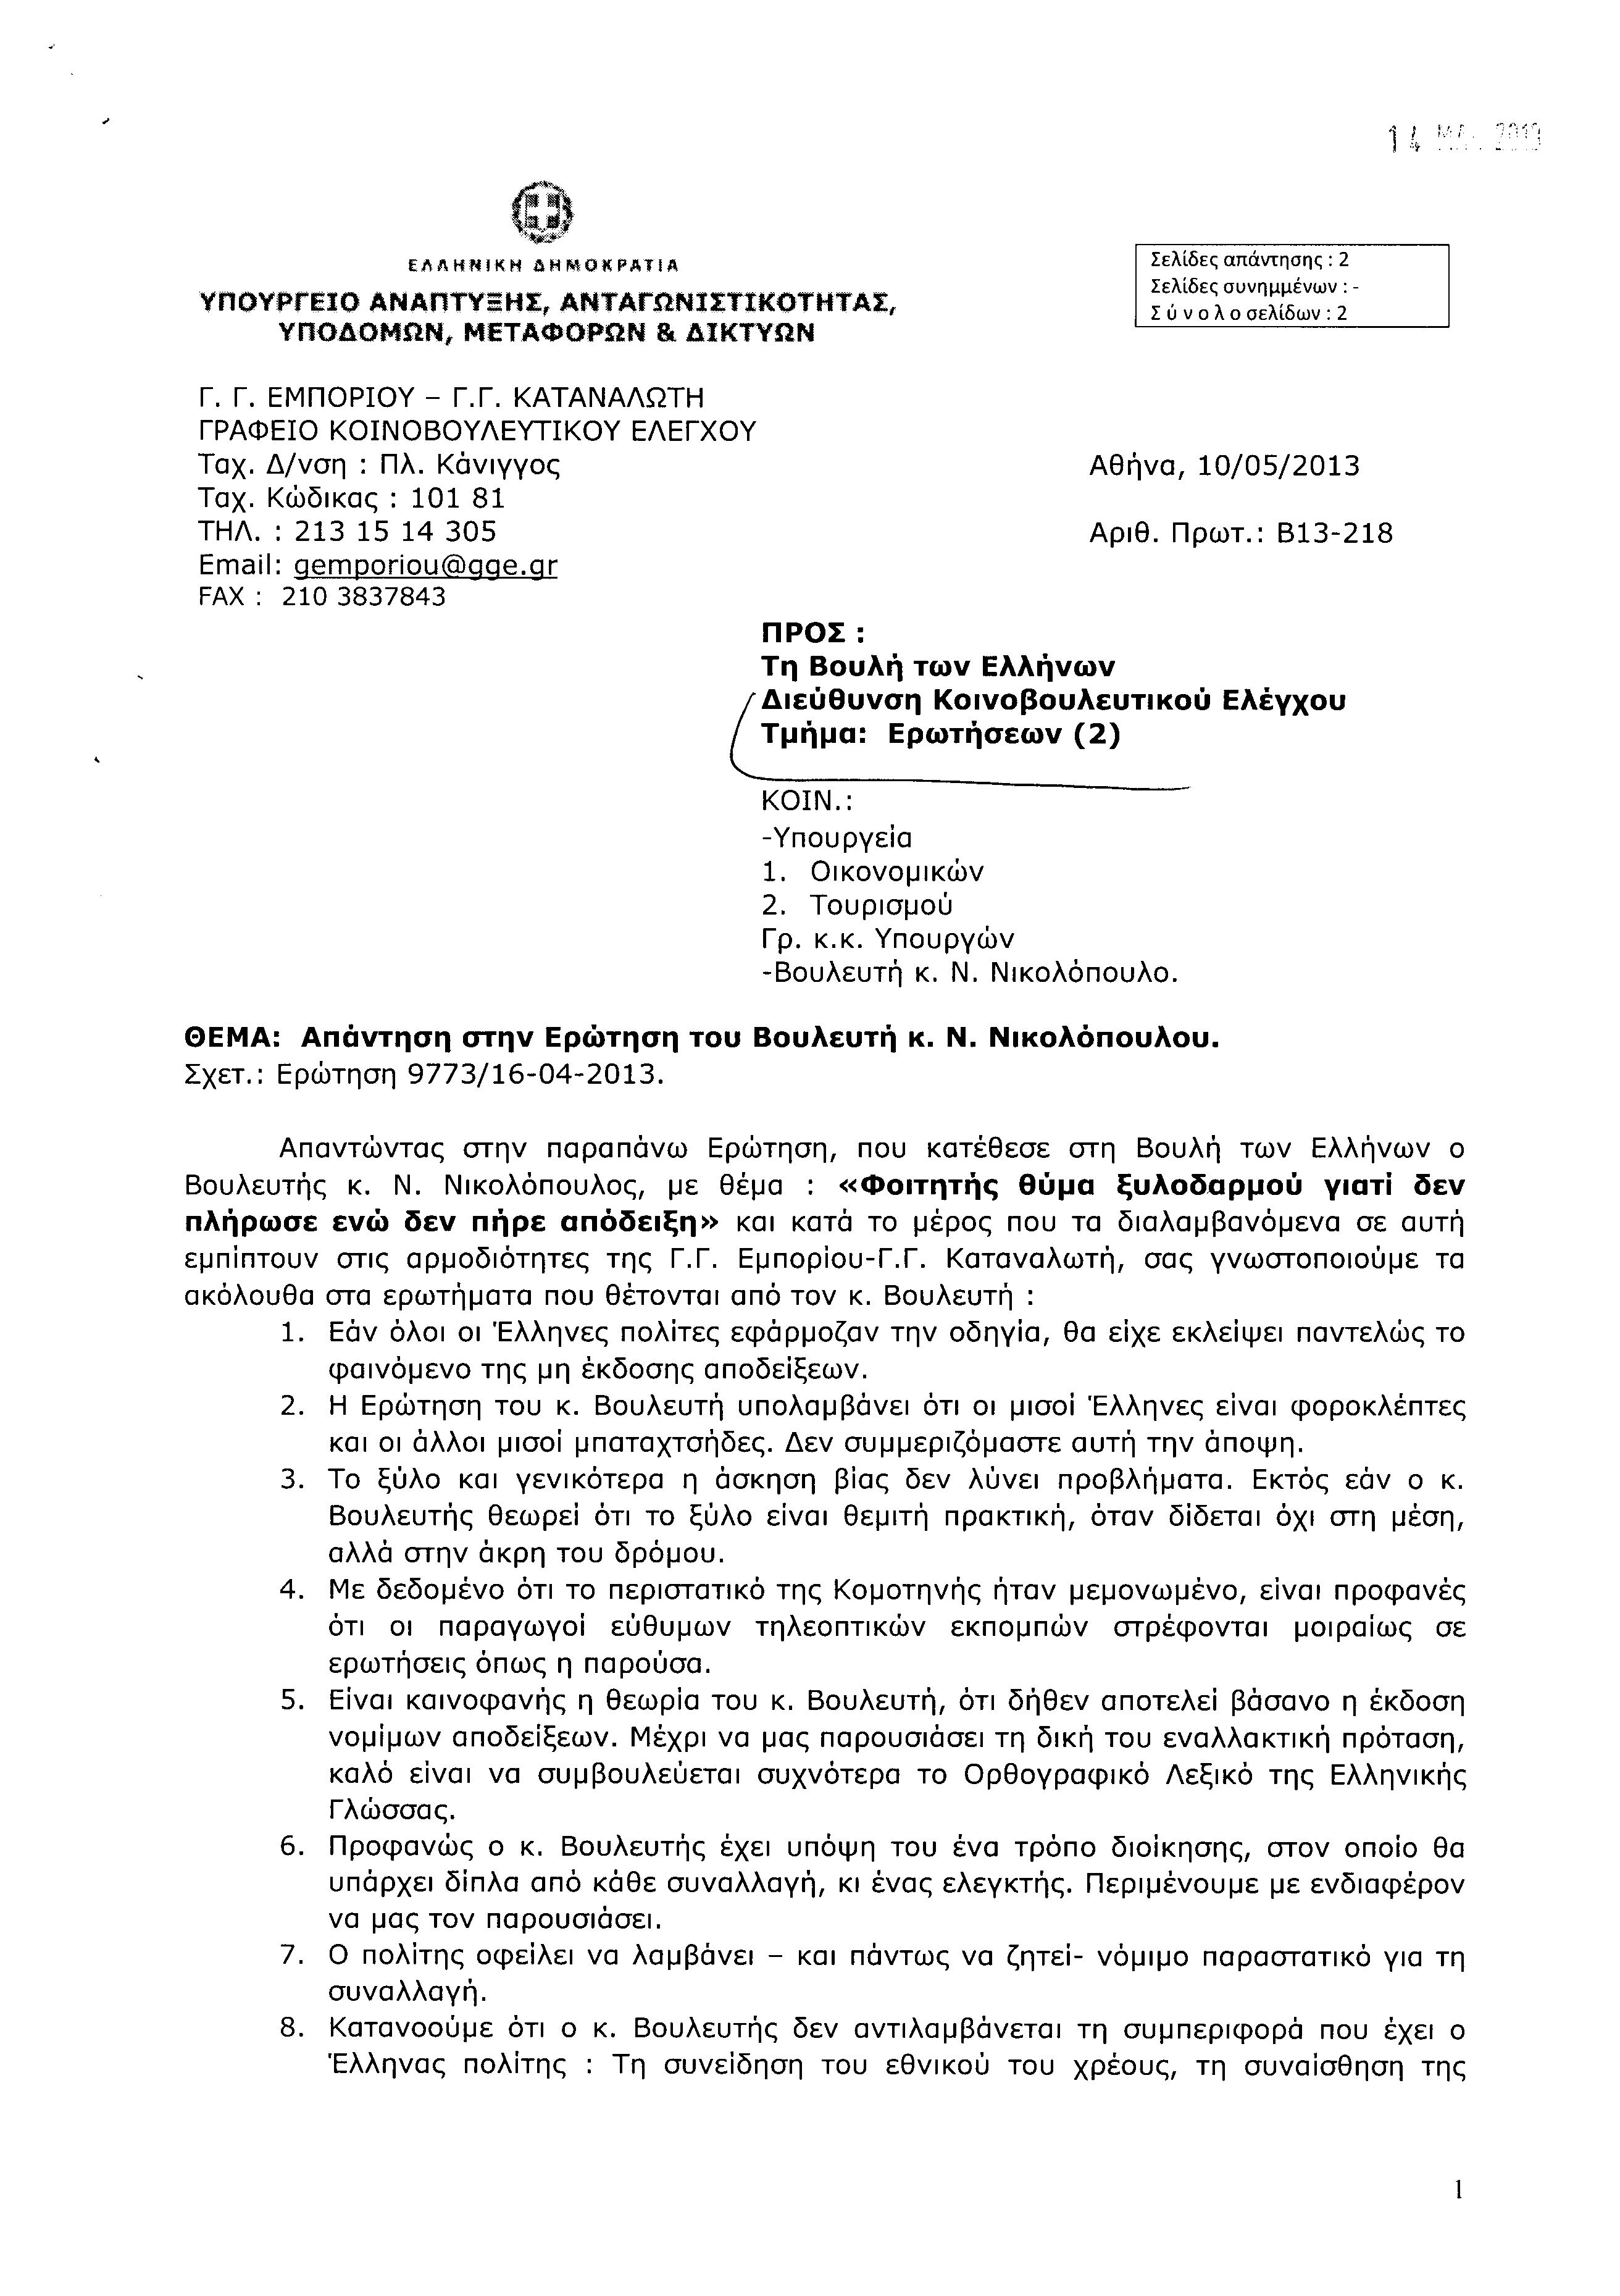 14 ΜΑΙ 2013
ΕΛΛΗΝΙΚΗ ΔΗΜΟΚΡΑΤΙΑ
ΥΠΟΥΡΓΕΙΟ ΑΝΑΠΤΥΞΗΣ, ΑΝΤΑΓΩΝΙΣΤΙΚΟΤΗΤΑΣ,
ΥΠΟΔΟΜΩΝ, ΜΕΤΑΦΟΡΩΝ & ΔΙΚΤΥΩΝ
Σελίδες απάντησης : 2
Σελίδες συνημμένων : -
Σ ύ ν ο λ ο σελίδων : 2
Γ. Γ. ΕΜΠΟΡΙΟΥ – Γ.Γ. ΚΑΤΑΝΑΛΩΤΗ
ΓΡΑΦΕΙΟ ΚΟΙΝΟΒΟΥΛΕΥΤΙΚΟΥ ΕΛΕΓΧΟΥ
Ταχ. Δ/νση : Πλ. Κάνιγγος
Ταχ. Κώδικας : 101 81
ΤΗΛ. : 213 15 14 305
Email: gemporiou@gge.gr
FAX : 210 3837843
Αθήνα, 10/05/2013
Αριθ. Πρωτ.: Β13-218
ΠΡΟΣ :
Τη Βουλή των Ελλήνων
Διεύθυνση Κοινοβουλευτικού Ελέγχου
Τμήμα: Ερωτήσεων (2)
ΚΟΙΝ.:
-Υπουργεία
1. Οικονομικών
2. Τουρισμού
Γρ. κ.κ. Υπουργών
-Βουλευτή κ. Ν. Νικολόπουλο.
ΘΕΜΑ: Απάντηση στην Ερώτηση του Βουλευτή κ. Ν. Νικολόπουλου.
Σχετ.: Ερώτηση 9773/16-04-2013.
Απαντώντας στην παραπάνω Ερώτηση, που κατέθεσε στη Βουλή των Ελλήνων ο
Βουλευτής κ. Ν. Νικολόπουλος, με θέμα : «Φοιτητής θύμα ξυλοδαρμού γιατί δεν
πλήρωσε ενώ δεν πήρε απόδειξη» και κατά το μέρος που τα διαλαμβανόμενα σε αυτή
εμπίπτουν στις αρμοδιότητες της Γ.Γ. Εμπορίου-Γ.Γ. Καταναλωτή, σας γνωστοποιούμε τα
ακόλουθα στα ερωτήματα που θέτονται από τον κ. Βουλευτή :
1. Εάν όλοι οι Έλληνες πολίτες εφάρμοζαν την οδηγία, θα είχε εκλείψει παντελώς το
φαινόμενο της μη έκδοσης αποδείξεων.
2. Η Ερώτηση του κ. Βουλευτή υπολαμβάνει ότι οι μισοί Έλληνες είναι φοροκλέπτες
και οι άλλοι μισοί μπαταχτσήδες. Δεν συμμεριζόμαστε αυτή την άποψη.
3. Το ξύλο και γενικότερα η άσκηση βίας δεν λύνει προβλήματα. Εκτός εάν ο κ.
Βουλευτής θεωρεί ότι το ξύλο είναι θεμιτή πρακτική, όταν δίδεται όχι στη μέση,
αλλά στην άκρη του δρόμου.
4. Με δεδομένο ότι το περιστατικό της Κομοτηνής ήταν μεμονωμένο, είναι προφανές
ότι οι παραγωγοί εύθυμων τηλεοπτικών εκπομπών στρέφονται μοιραίως σε
ερωτήσεις όπως η παρούσα.
5. Είναι καινοφανής η θεωρία του κ. Βουλευτή, ότι δήθεν αποτελεί βάσανο η έκδοση
νομίμων αποδείξεων. Μέχρι να μας παρουσιάσει τη δική του εναλλακτική πρόταση,
καλό είναι να συμβουλεύεται συχνότερα το Ορθογραφικό Λεξικό της Ελληνικής
Γλώσσας.
6. Προφανώς ο κ. Βουλευτής έχει υπόψη του ένα τρόπο διοίκησης, στον οποίο θα
υπάρχει δίπλα από κάθε συναλλαγή, κι ένας ελεγκτής. Περιμένουμε με ενδιαφέρον
να μας τον παρουσιάσει.
7. Ο πολίτης οφείλει να λαμβάνει – και πάντως να ζητεί- νόμιμο παραστατικό για τη
συναλλαγή.
8. Κατανοούμε ότι ο κ. Βουλευτής δεν αντιλαμβάνεται τη συμπεριφορά που έχει ο
Έλληνας πολίτης : Τη συνείδηση του εθνικού του χρέους, τη συναίσθηση της
1